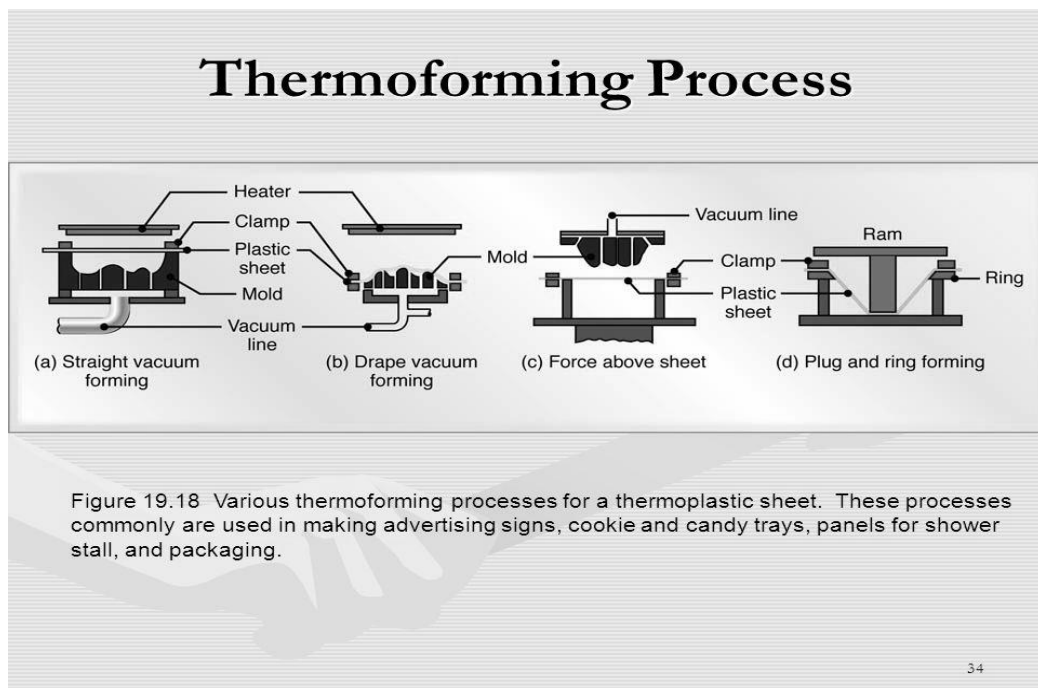 Thermoforming Process
Heater
Clamp
Plastic
sheet
Mold
Vacuum
line
Mold
Vacuum line
Clamp
Plastic
sheet
Ram
Ring
(a) Straight vacuum
forming
(b) Drape vacuum
forming
(c) Force above sheet
(d) Plug and ring forming
Figure 19.18  Various thermoforming processes for a thermoplastic sheet.  These processes
commonly are used in making advertising signs, cookie and candy trays, panels for shower
stall, and packaging.
34